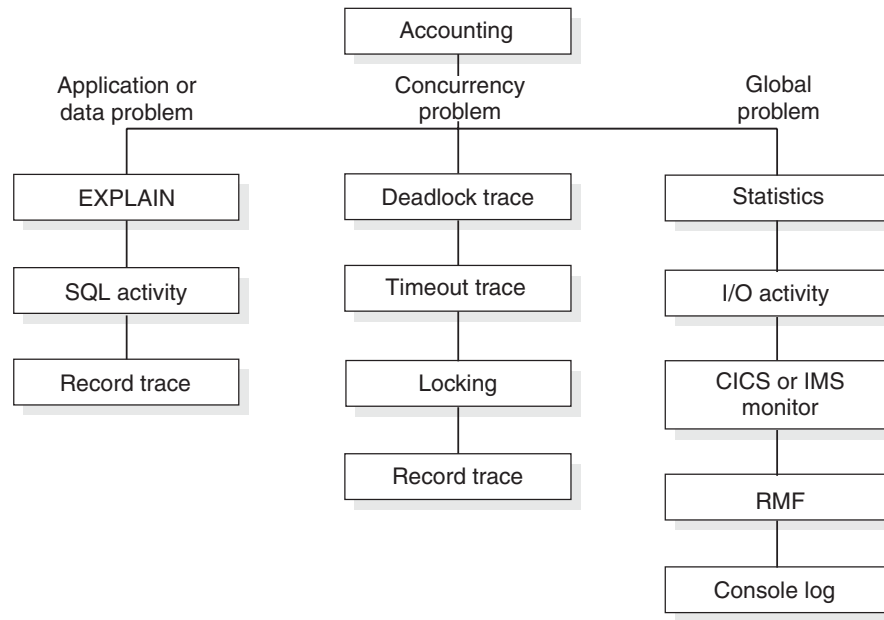 Accounting
Application or
data problem
Concurrency
problem
Global
problem
EXPLAIN
Deadlock trace
Statistics
SQL activity
Timeout trace
I/O activity
Record trace
Locking
CICS or IMS
monitor
Record trace
RMF
Console log